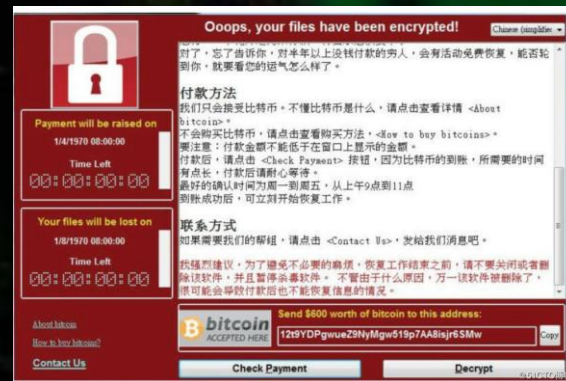 Ooops, your files have been encrypted!
Chinese (simplified
对了，忘了告诉你，对半年以上没钱付款的穷人，会有活动免费恢复，能否轮
到你，就要看您的运气怎么样了。
付款方法
我们只会接受比特币。不懂比特币是什么，请点击查看详情 <About
bitcoin>。
不会购买比特币，请点击查看购买方法，<How to buy bitcoins>。
要注意：付款金额不能低于在窗口上显示的金额。
付款后，请点击 <Check Payment> 按钮，因为比特币的到账，所需要的时间
有点长，付款后请耐心等待。
最好的确认时间为周一到周五，从上午9点到11点
到账成功后，可立刻开始恢复工作。
联系方式
如果需要我们的帮组，请点击 <Contact Us>，发给我们消息吧。
我强烈建议，为了避免不必要的麻烦，恢复工作结束之前，请不要关闭或者删
除该软件，并且暂停杀毒软件。 不管由于什么原因，万一该软件被删除了，
很可能会导致付款后也不能恢复信息的情况。
Payment will be raised on
1/4/1970 08:00:00
Time Left
00:00:00:00
Your files will be lost on
1/8/1970 08:00:00
Time Left
00:00:00:00
About bitcoin
How to buy bitcoins?
Contact Us
bitcoin
ACCEPTED HERE
Send $600 worth of bitcoin to this address:
12t9YDPgwueZ9NyMgw519p7AA8isjr6SMw
Copy
Check Payment
Decrypt